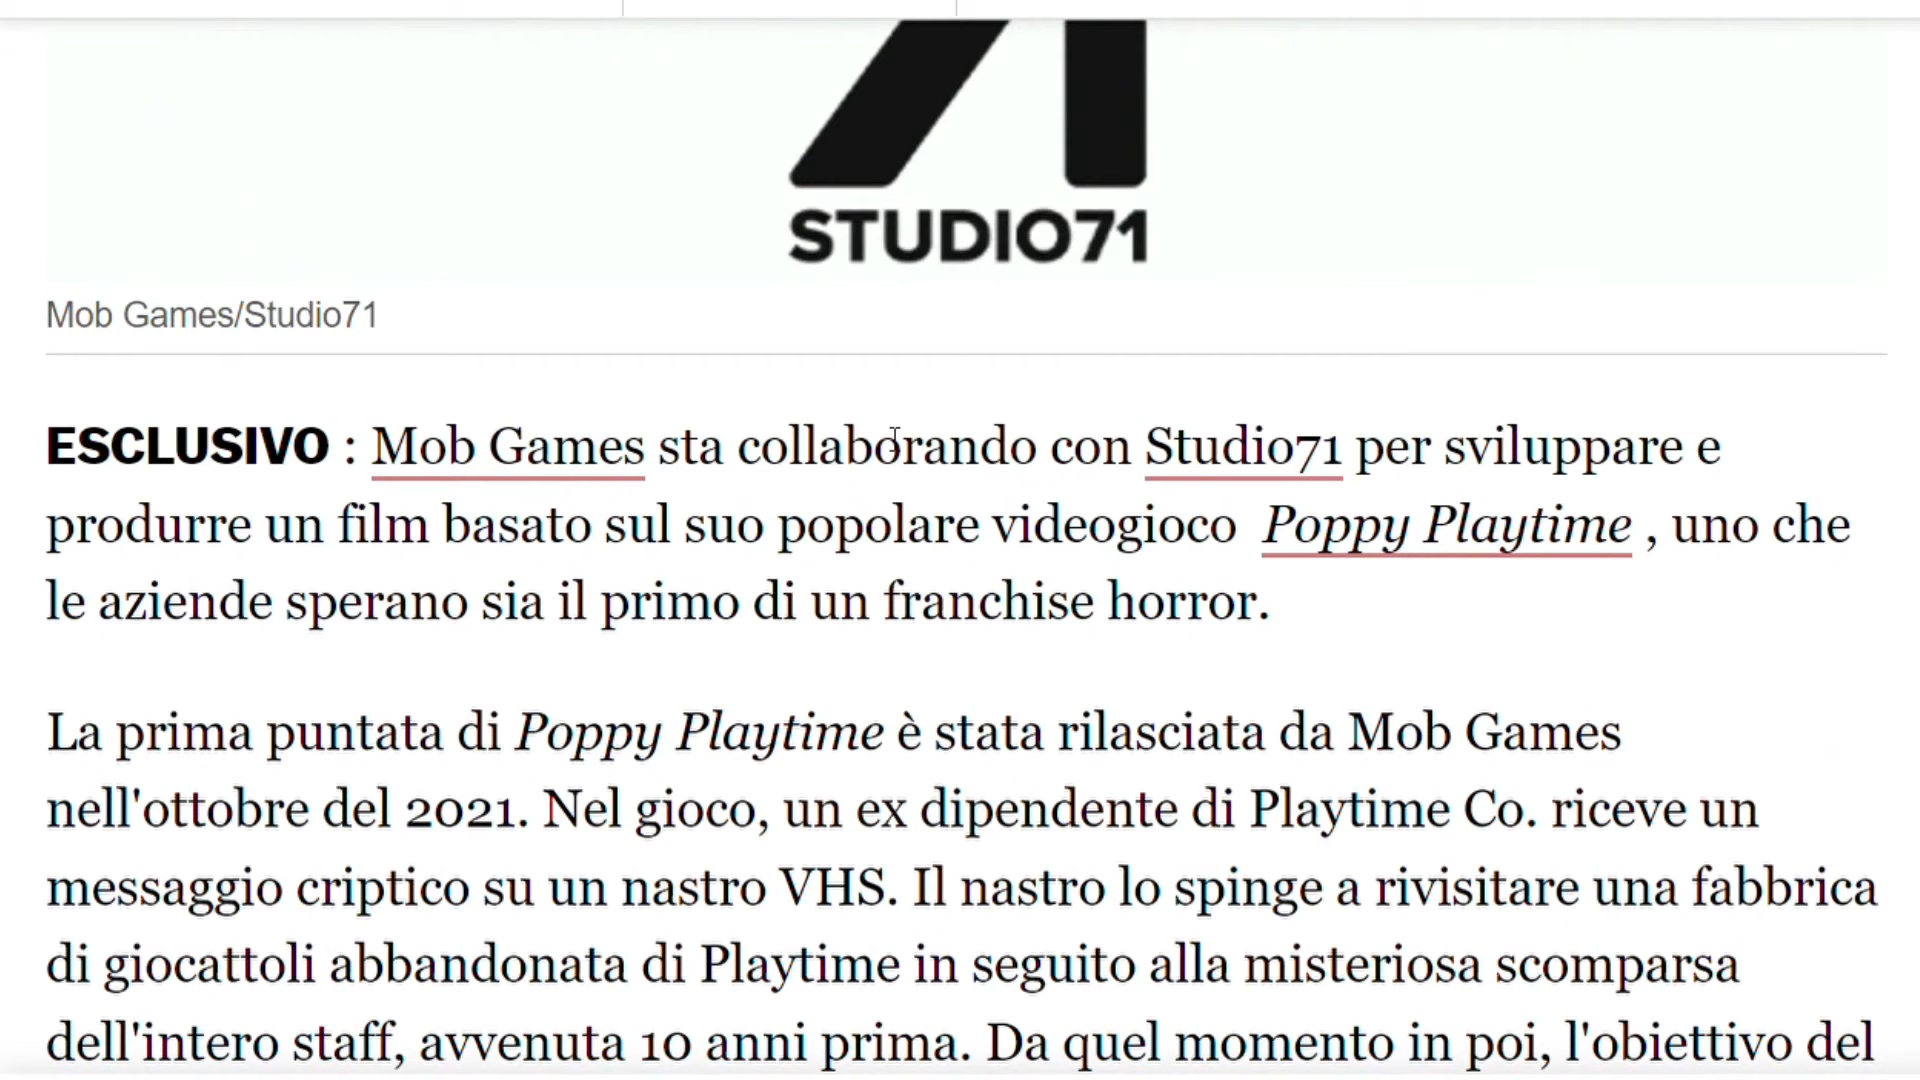 STUDIO71
Mob Games/Studio71
ESCLUSIVO : Mob Games sta collaborando con Studio71 per sviluppare e
produrre un film basato sul suo popolare videogioco Poppy Playtime , uno che
le aziende sperano sia il primo di un franchise horror.
La prima puntata di Poppy Playtime è stata rilasciata da Mob Games
nell'ottobre del 2021. Nel gioco, un ex dipendente di Playtime Co. riceve un
messaggio criptico su un nastro VHS. Il nastro lo spinge a rivisitare una fabbrica
di giocattoli abbandonata di Playtime in seguito alla misteriosa scomparsa
dell'intero staff, avvenuta 10 anni prima. Da quel momento in poi, l'obiettivo del